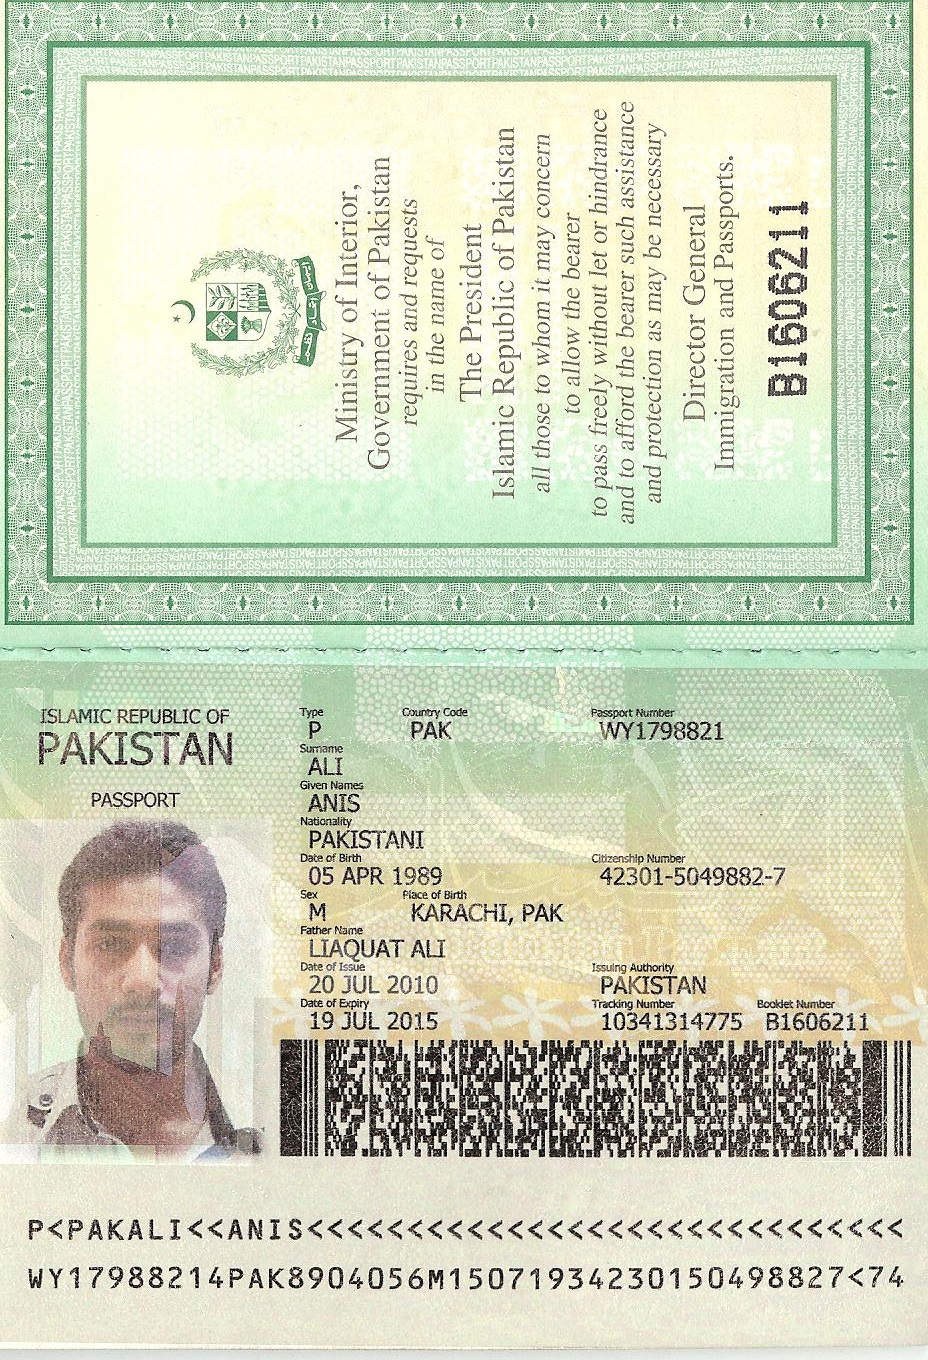 Ministry of Interior,
Government of Pakistan
requires and requests
in the name of
The President
Islamic Republic of Pakistan
all those to whom it may concern
to allow the bearer
to pass freely without let or hindrance
and to afford the bearer such assistance
and protection as may be necessary
Director General
Immigration and Passports.
B1606211
ISLAMIC REPUBLIC OF
PAKISTAN
PASSPORT
Type Country Code Passport Number
P PAK WY1798821
Surname
ALI
Given Names
ANIS
Nationality
PAKISTANI
Date of Birth Citizenship Number
05 APR 1989 42301-5049882-7
Sex Place of Birth
M KARACHI, PAK
Father Name
LIAQUAT ALI
Date of Issue Issuing Authority
20 JUL 2010 PAKISTAN
Date of Expiry Tracking Number Booklet Number
19 JUL 2015 10341314775 B1606211
P<PAKALI<<ANIS<<<<<<<<<<<<<<<<<<<<<<<<<<<<<<
WY17988214PAK8904056M15071934230150498827<74